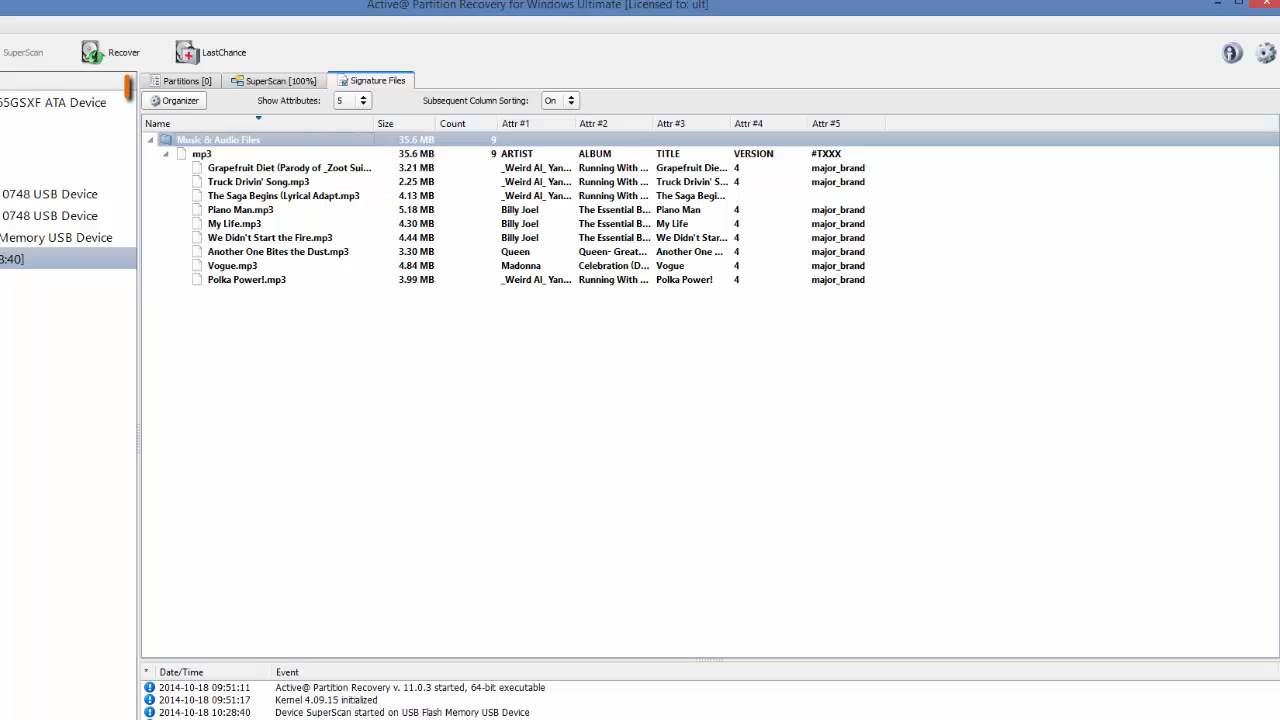 Active@ Partition Recovery for Windows Ultimate [Licensed to: ult]
SuperScan Recover LastChance
Partitions [0] SuperScan [100%] Signature Files
Organizer Show Attributes: 5 Subsequent Column Sorting: On
Name Size Count Attr #1 Attr #2 Attr #3 Attr #4 Attr #5
Music & Audio Files 35.6 MB 9
mp3 35.6 MB 9 ARTIST ALBUM TITLE VERSION #TXXX
Grapefruit Diet (Parody of _Zoot Sui... 3.21 MB _Weird Al_ Yan... Running With ... Grapefruit Die... 4 major_brand
Truck Drivin' Song.mp3 2.25 MB _Weird Al_ Yan... Running With ... Truck Drivin' S... 4 major_brand
The Saga Begins (Lyrical Adapt.mp3 4.13 MB _Weird Al_ Yan... Running With ... The Saga Begi...
Piano Man.mp3 5.18 MB Billy Joel The Essential B... Piano Man 4 major_brand
My Life.mp3 4.30 MB Billy Joel The Essential B... My Life 4 major_brand
We Didn't Start the Fire.mp3 4.44 MB Billy Joel The Essential B... We Didn't Star... 4 major_brand
Another One Bites the Dust.mp3 3.30 MB Queen Queen- Great... Another One ... 4 major_brand
Vogue.mp3 4.84 MB Madonna Celebration (D... Vogue 4 major_brand
Polka Power!.mp3 3.99 MB _Weird Al_ Yan... Running With ... Polka Power! 4 major_brand
55GSXF ATA Device
0748 USB Device
0748 USB Device
Memory USB Device
8:40]
* Date/Time Event
2014-10-18 09:51:11 Active@ Partition Recovery v. 11.0.3 started, 64-bit executable
2014-10-18 09:51:17 Kernel 4.09.15 initialized
2014-10-18 10:28:40 Device SuperScan started on USB Flash Memory USB Device